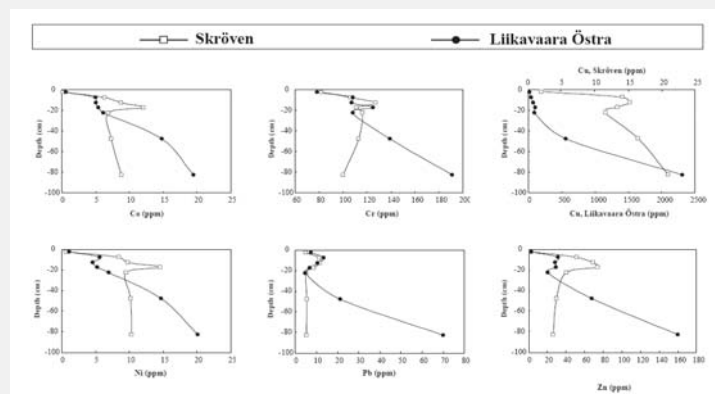 Skröven
Liikavaara Östra
Cu, Skröven (ppm)
0 5 10 15 20 25
0
-20
-40
-60
-80
-100
Depth (cm)
0 5 10 15 20 25
Co (ppm)
0
-20
-40
-60
-80
-100
Depth (cm)
60 80 100 120 140 160 180 200
Cr (ppm)
0
-20
-40
-60
-80
-100
Depth (cm)
0 500 1000 1500 2000 2500
Cu, Liikavaara Östra (ppm)
0
-20
-40
-60
-80
-100
Depth (cm)
0 5 10 15 20 25
Ni (ppm)
0
-20
-40
-60
-80
-100
Depth (cm)
0 10 20 30 40 50 60 70 80
Pb (ppm)
0
-20
-40
-60
-80
-100
Depth (cm)
0 20 40 60 80 100 120 140 160 180
Zn (ppm)